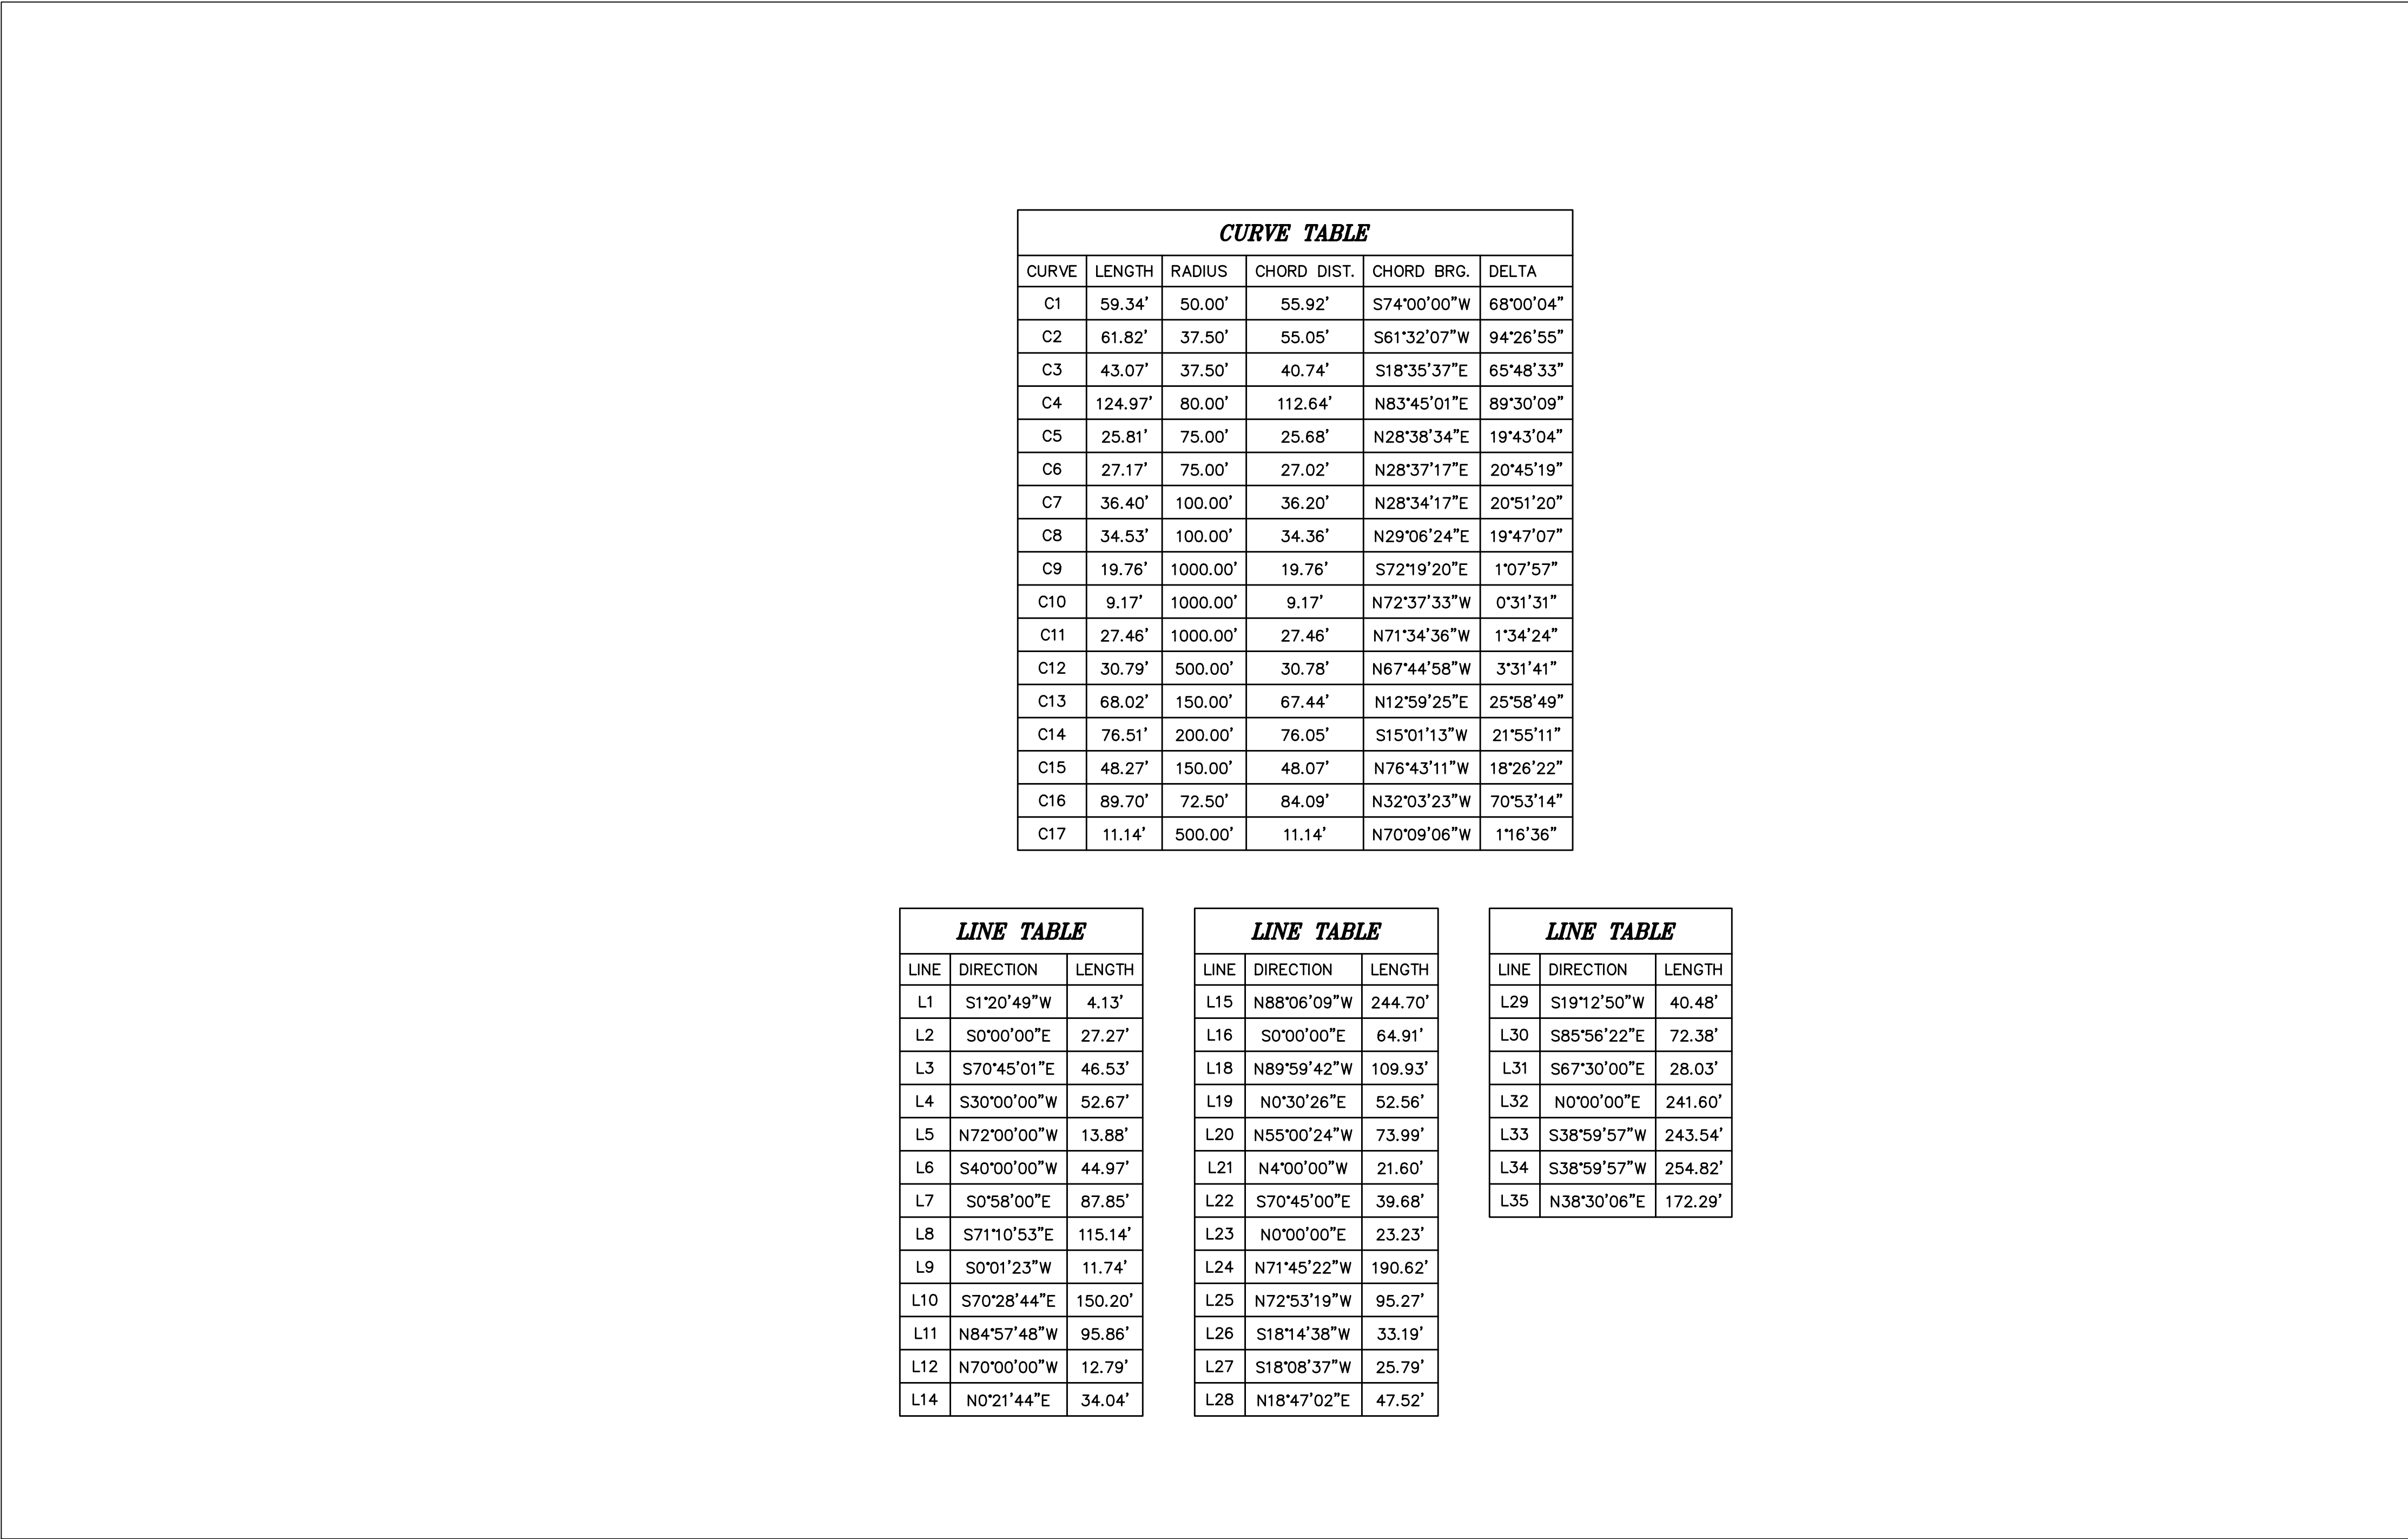 CURVE TABLE
CURVE LENGTH RADIUS CHORD DIST. CHORD BRG. DELTA
C1 59.34’ 50.00’ 55.92’ S74°00’00”W 68°00’04”
C2 61.82’ 37.50’ 55.05’ S61°32’07”W 94°26’55”
C3 43.07’ 37.50’ 40.74’ S18°35’37”E 65°48’33”
C4 124.97’ 80.00’ 112.64’ N83°45’01”E 89°30’09”
C5 25.81’ 75.00’ 25.68’ N28°38’34”E 19°43’04”
C6 27.17’ 75.00’ 27.02’ N28°37’17”E 20°45’19”
C7 36.40’ 100.00’ 36.20’ N28°34’17”E 20°51’20”
C8 34.53’ 100.00’ 34.36’ N29°06’24”E 19°47’07”
C9 19.76’ 1000.00’ 19.76’ S72°19’20”E 1°07’57”
C10 9.17’ 1000.00’ 9.17’ N72°37’33”W 0°31’31”
C11 27.46’ 1000.00’ 27.46’ N71°34’36”W 1°34’24”
C12 30.79’ 500.00’ 30.78’ N67°44’58”W 3°31’41”
C13 68.02’ 150.00’ 67.44’ N12°59’25”E 25°58’49”
C14 76.51’ 200.00’ 76.05’ S15°01’13”W 21°55’11”
C15 48.27’ 150.00’ 48.07’ N76°43’11”W 18°26’22”
C16 89.70’ 72.50’ 84.09’ N32°03’23”W 70°53’14”
C17 11.14’ 500.00’ 11.14’ N70°09’06”W 1°16’36”
LINE TABLE
LINE DIRECTION LENGTH
L1 S1°20’49”W 4.13’
L2 S0°00’00”E 27.27’
L3 S70°45’01”E 46.53’
L4 S30°00’00”W 52.67’
L5 N72°00’00”W 13.88’
L6 S40°00’00”W 44.97’
L7 S0°58’00”E 87.85’
L8 S71°10’53”E 115.14’
L9 S0°01’23”W 11.74’
L10 S70°28’44”E 150.20’
L11 N84°57’48”W 95.86’
L12 N70°00’00”W 12.79’
L14 N0°21’44”E 34.04’
LINE TABLE
LINE DIRECTION LENGTH
L15 N88°06’09”W 244.70’
L16 S0°00’00”E 64.91’
L18 N89°59’42”W 109.93’
L19 N0°30’26”E 52.56’
L20 N55°00’24”W 73.99’
L21 N4°00’00”W 21.60’
L22 S70°45’00”E 39.68’
L23 N0°00’00”E 23.23’
L24 N71°45’22”W 190.62’
L25 N72°53’19”W 95.27’
L26 S18°14’38”W 33.19’
L27 S18°08’37”W 25.79’
L28 N18°47’02”E 47.52’
LINE TABLE
LINE DIRECTION LENGTH
L29 S19°12’50”W 40.48’
L30 S85°56’22”E 72.38’
L31 S67°30’00”E 28.03’
L32 N0°00’00”E 241.60’
L33 S38°59’57”W 243.54’
L34 S38°59’57”W 254.82’
L35 N38°30’06”E 172.29’